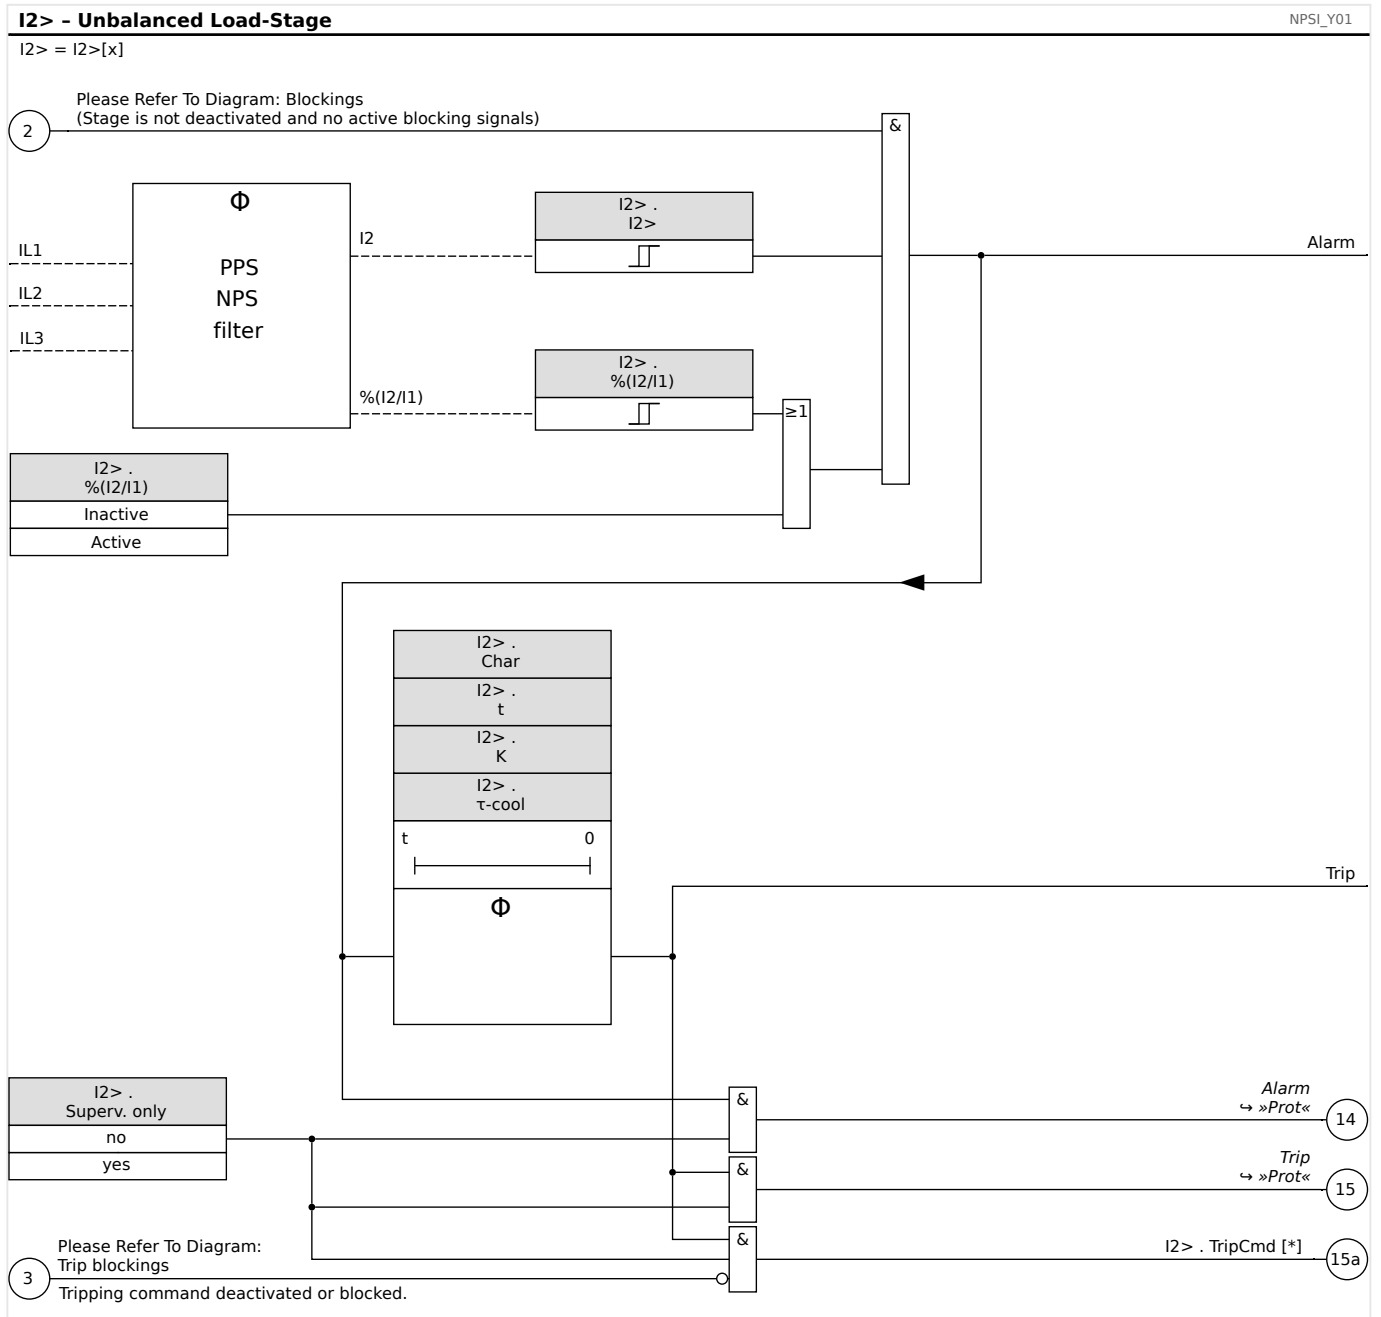 I2> – Unbalanced Load-Stage
NPSI_Y01
I2> = I2>[x]
Please Refer To Diagram: Blockings
(Stage is not deactivated and no active blocking signals)
2
&
Φ
PPS
NPS
filter
IL1
IL2
IL3
I2
I2> .
I2>
Alarm
%(I2/I1)
I2> .
%(I2/I1)
≥1
I2> .
%(I2/I1)
Inactive
Active
I2> .
Char
I2> .
t
I2> .
K
I2> .
τ-cool
t 0
Φ
Trip
I2> .
Superv. only
no
yes
&
Alarm
↪ »Prot«
14
&
Trip
↪ »Prot«
15
&
I2> . TripCmd [*]
15a
Please Refer To Diagram:
Trip blockings
3
Tripping command deactivated or blocked.